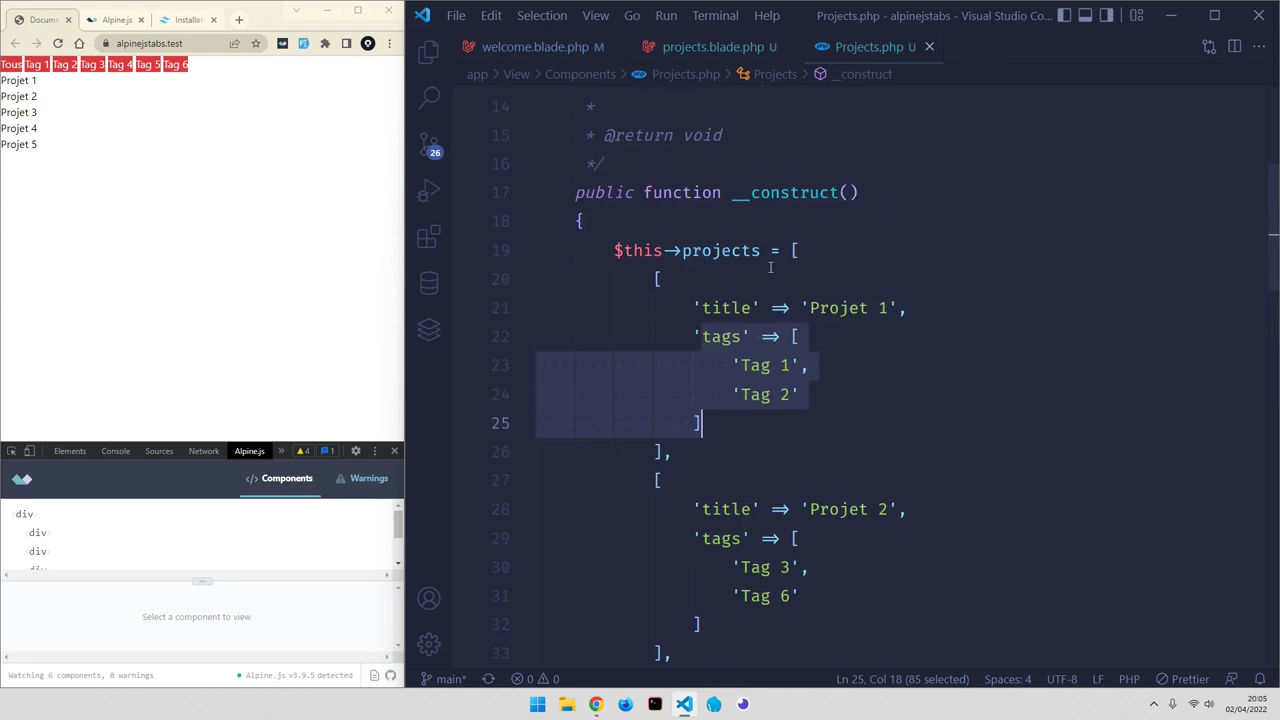 Docume
Alpine.js
Installat
alpinejstabs.test
Tous Tag 1 Tag 2 Tag 3 Tag 4 Tag 5 Tag 6
Projet 1
Projet 2
Projet 3
Projet 4
Projet 5
Elements Console Sources Network Alpine.js » 4 1
</> Components Warnings
<div>
<div>
<div>
Select a component to view
Watching 6 components, 0 warnings Alpine.js v3.9.5 detected
File Edit Selection View Go Run Terminal Help Projects.php - alpinejstabs - Visual Studio Co...
welcome.blade.php M projects.blade.php U Projects.php U
app > View > Components > Projects.php > Projects > __construct
26
14 *
15 * @return void
16 */
17 public function __construct()
18 {
19 $this->projects = [
20 [
21 'title' => 'Projet 1',
22 'tags' => [
23 'Tag 1',
24 'Tag 2'
25 ]
26 ],
27 [
28 'title' => 'Projet 2',
29 'tags' => [
30 'Tag 3',
31 'Tag 6'
32 ]
33 ],
main* 0 0 Ln 25, Col 18 (85 selected) Spaces: 4 UTF-8 LF PHP Prettier
20:05
02/04/2022